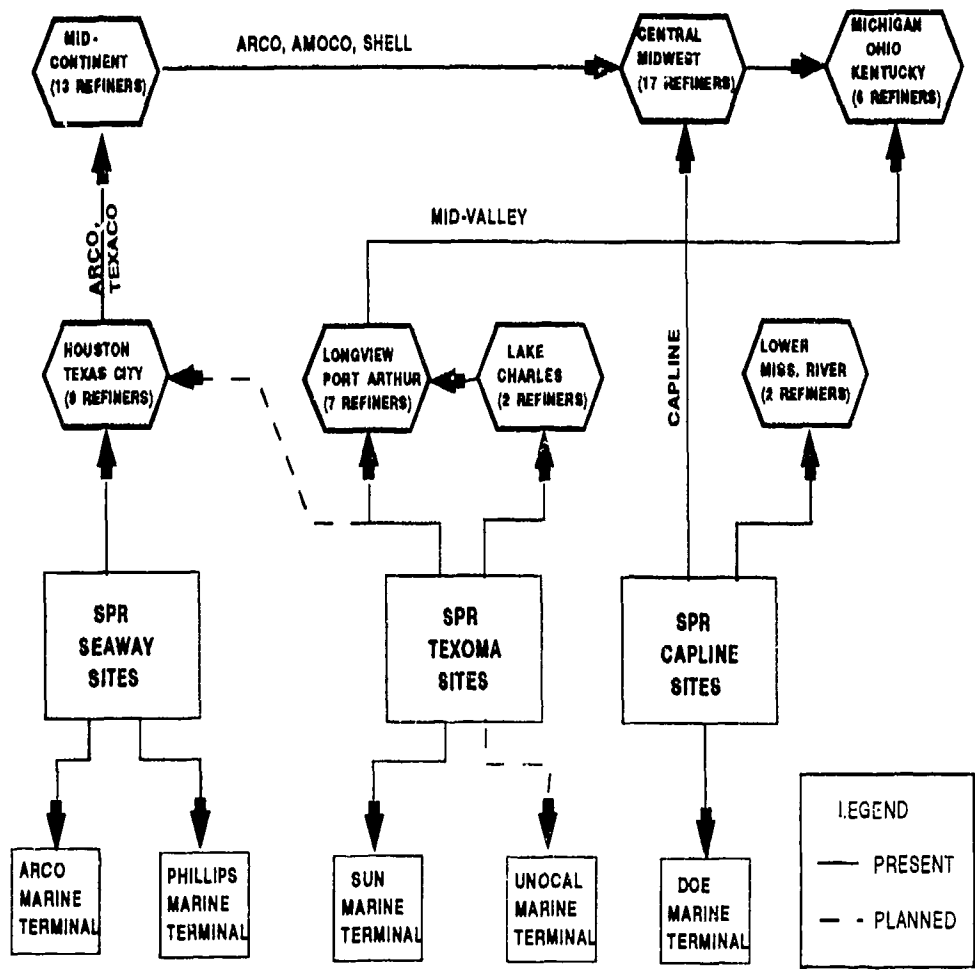 MID-
CONTINENT
(13 REFINERS)
ARCO, AMOCO, SHELL
CENTRAL
MIDWEST
(17 REFINERS)
MICHIGAN
OHIO
KENTUCKY
(6 REFINERS)
ARCO,
TEXACO
MID-VALLEY
CAPLINE
HOUSTON
TEXAS CITY
(9 REFINERS)
LONGVIEW
PORT ARTHUR
(7 REFINERS)
LAKE
CHARLES
(2 REFINERS)
LOWER
MISS. RIVER
(2 REFINERS)
SPR
SEAWAY
SITES
SPR
TEXOMA
SITES
SPR
CAPLINE
SITES
ARCO
MARINE
TERMINAL
PHILLIPS
MARINE
TERMINAL
SUN
MARINE
TERMINAL
UNOCAL
MARINE
TERMINAL
DOE
MARINE
TERMINAL
LEGEND
PRESENT
PLANNED